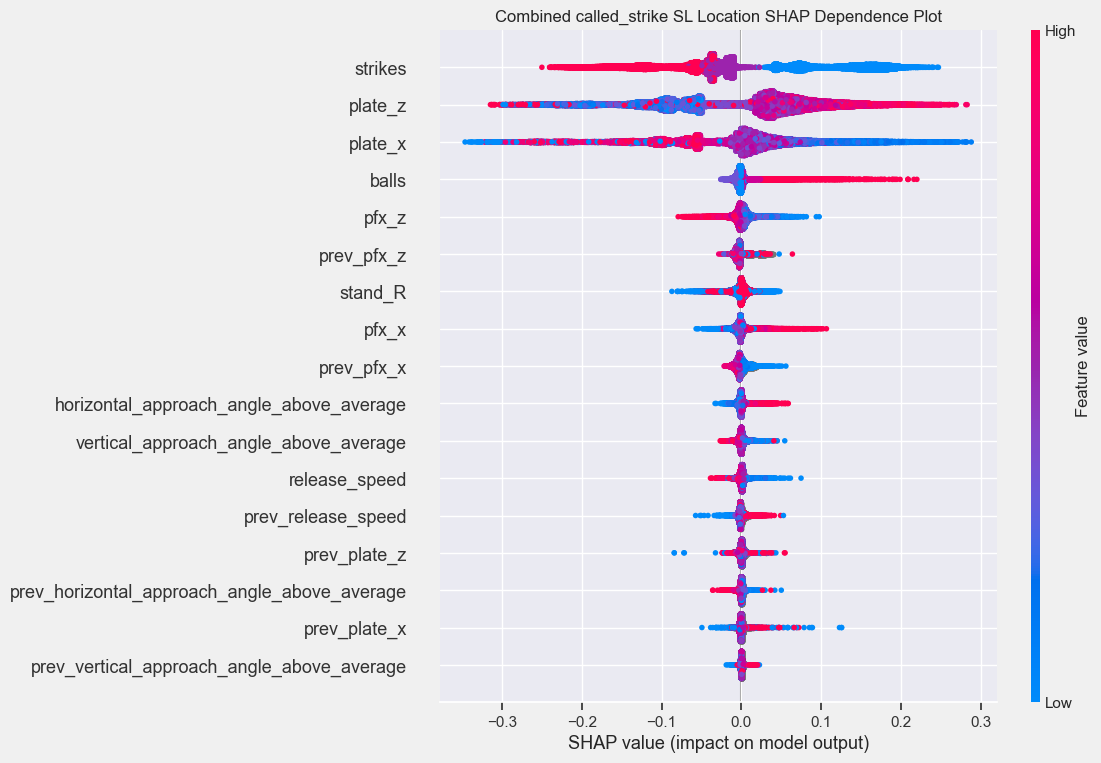 Combined called_strike SL Location SHAP Dependence Plot
High
strikes
plate_z
plate_x
balls
pfx_z
prev_pfx_z
stand_R
pfx_x
prev_pfx_x
horizontal_approach_angle_above_average
vertical_approach_angle_above_average
release_speed
prev_release_speed
prev_plate_z
prev_horizontal_approach_angle_above_average
prev_plate_x
prev_vertical_approach_angle_above_average
Feature value
Low
−0.3 −0.2 −0.1 0.0 0.1 0.2 0.3
SHAP value (impact on model output)